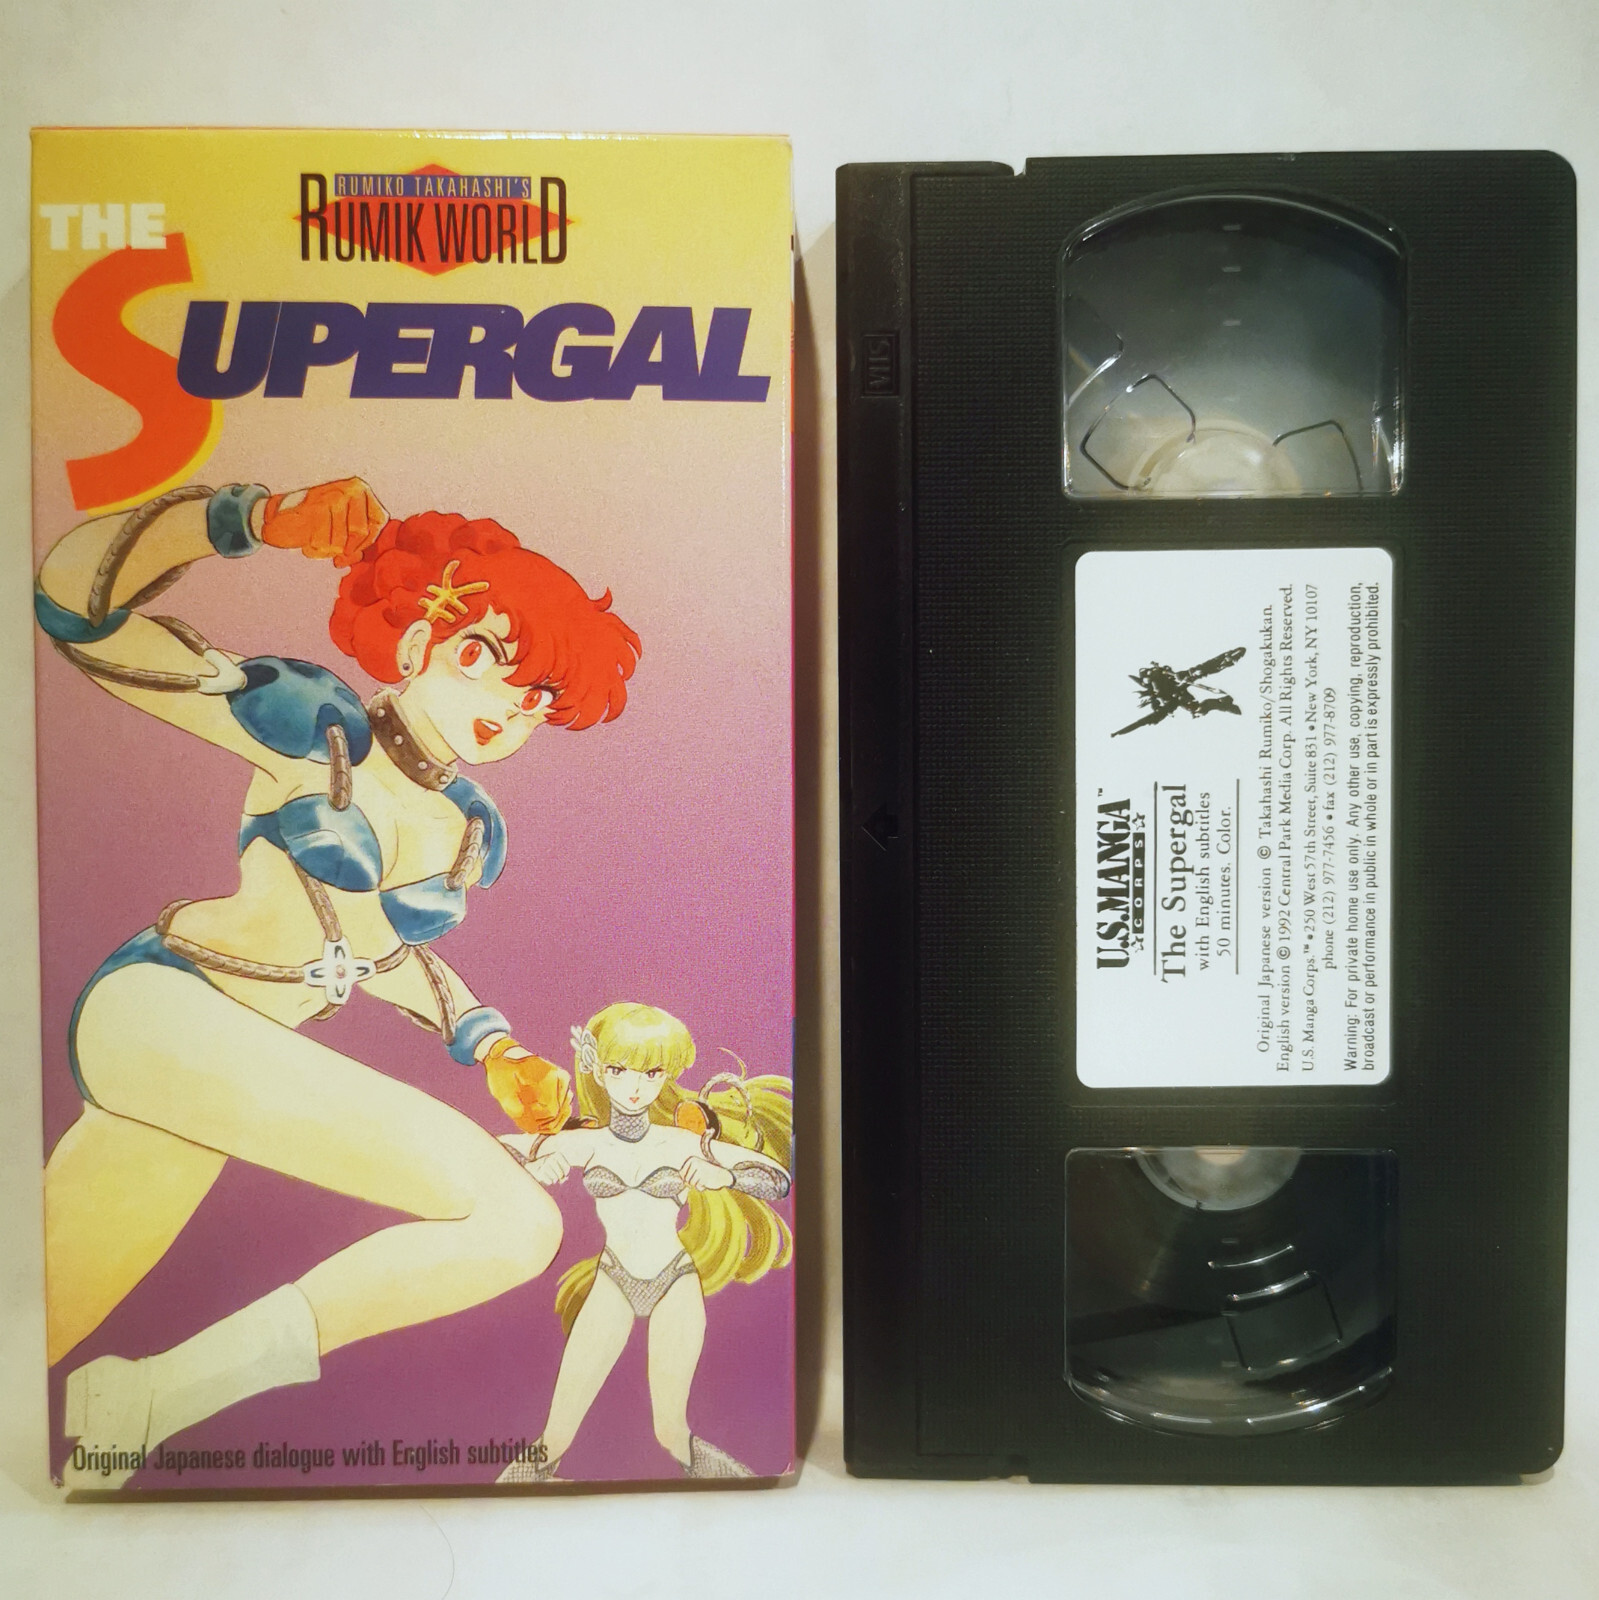 THE
RUMIKO TAKAHASHI'S
RUMIK WORLD
SUPERGAL
Original Japanese dialogue with English subtitles
VHS
U.S. MANGA™
CORPS
The Supergal
with English subtitles
50 minutes. Color.
Original Japanese version © Takahashi Rumiko/Shogakukan.
English version © 1992 Central Park Media Corp. All Rights Reserved.
U.S. Manga Corps.™ • 250 West 57th Street, Suite 831 • New York, NY 10107
phone (212) 977-7456 • fax (212) 977-8709
Warning: For private home use only. Any other use, copying, reproduction,
broadcast or performance in public in whole or in part is expressly prohibited.